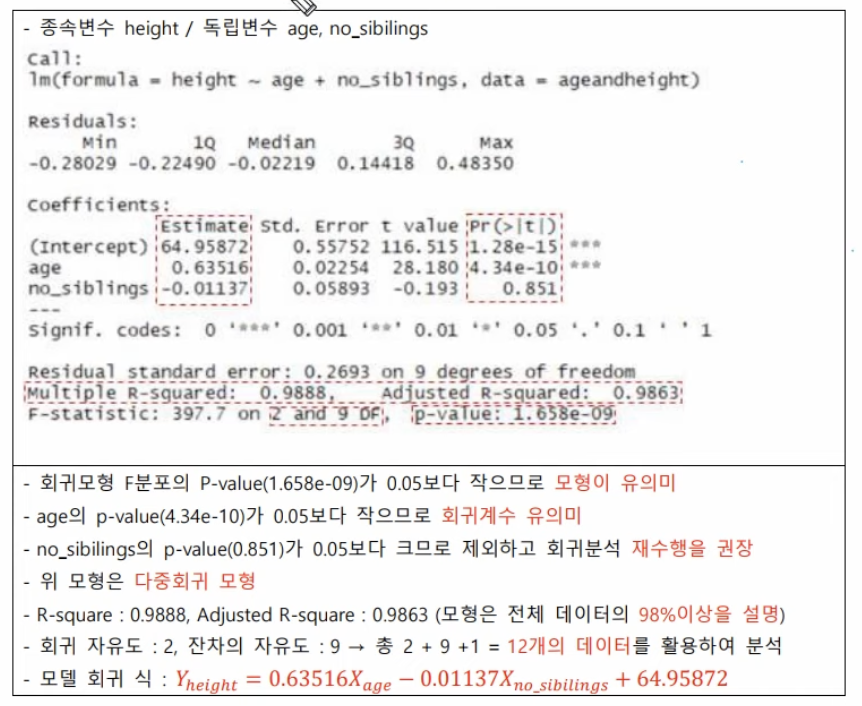 - 종속변수 height / 독립변수 age, no_sibilings
Call:
lm(formula = height ~ age + no_siblings, data = ageandheight)
Residuals:
Min 1Q Median 3Q Max
-0.28029 -0.22490 -0.02219 0.14418 0.48350
Coefficients:
Estimate Std. Error t value Pr(>|t|)
(Intercept) 64.95872 0.55752 116.515 1.28e-15 ***
age 0.63516 0.02254 28.180 4.34e-10 ***
no_siblings -0.01137 0.05893 -0.193 0.851
---
Signif. codes: 0 ‘***’ 0.001 ‘**’ 0.01 ‘*’ 0.05 ‘.’ 0.1 ‘ ’ 1
Residual standard error: 0.2693 on 9 degrees of freedom
Multiple R-squared: 0.9888, Adjusted R-squared: 0.9863
F-statistic: 397.7 on 2 and 9 DF, p-value: 1.658e-09
- 회귀모형 F분포의 P-value(1.658e-09)가 0.05보다 작으므로 모형이 유의미
- age의 p-value(4.34e-10)가 0.05보다 작으므로 회귀계수 유의미
- no_sibilings의 p-value(0.851)가 0.05보다 크므로 제외하고 회귀분석 재수행을 권장
- 위 모형은 다중회귀 모형
- R-square : 0.9888, Adjusted R-square : 0.9863 (모형은 전체 데이터의 98%이상을 설명)
- 회귀 자유도 : 2, 잔차의 자유도 : 9 → 총 2 + 9 +1 = 12개의 데이터를 활용하여 분석
- 모델 회귀 식 : Y_height = 0.63516X_age − 0.01137X_no_sibilings + 64.95872